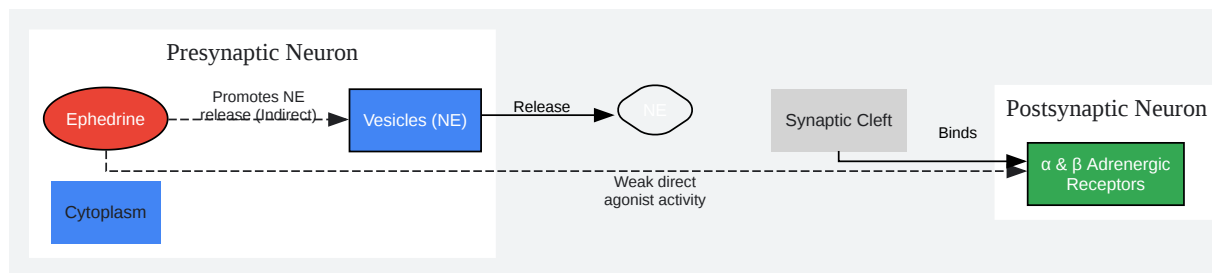 Presynaptic Neuron
Ephedrine
Promotes NE
release (Indirect)
Vesicles (NE)
Release
NE
Synaptic Cleft
Binds
Postsynaptic Neuron
α & β Adrenergic
Receptors
Weak direct
agonist activity
Cytoplasm